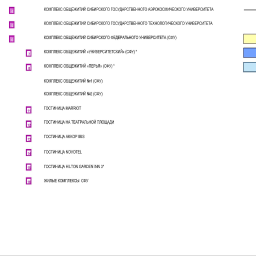 КОМПЛЕКС ОБЩЕЖИТИЙ СИБИРСКОГО ГОСУДАРСТВЕННОГО АЭРОКОСМИЧЕСКОГО УНИВЕРСИТЕТА
КОМПЛЕКС ОБЩЕЖИТИЙ СИБИРСКОГО ГОСУДАРСТВЕННОГО ТЕХНОЛОГИЧЕСКОГО УНИВЕРСИТЕТА
КОМПЛЕКС ОБЩЕЖИТИЙ СИБИРСКОГО ФЕДЕРАЛЬНОГО УНИВЕРСИТЕТА (СФУ)
КОМПЛЕКС ОБЩЕЖИТИЙ «УНИВЕРСИТЕТСКИЙ» (СФУ) *
КОМПЛЕКС ОБЩЕЖИТИЙ «ПЕРЬЯ» (СФУ) *
КОМПЛЕКС ОБЩЕЖИТИЙ №1 (СФУ)
КОМПЛЕКС ОБЩЕЖИТИЙ №2 (СФУ)
ГОСТИНИЦА MARRIOT
ГОСТИНИЦА НА ТЕАТРАЛЬНОЙ ПЛОЩАДИ
ГОСТИНИЦА AMAKS
ГОСТИНИЦА NOVOTEL
ГОСТИНИЦА HILTON GARDEN INN 3*
ЖИЛЫЕ КОМПЛЕКСЫ СФУ